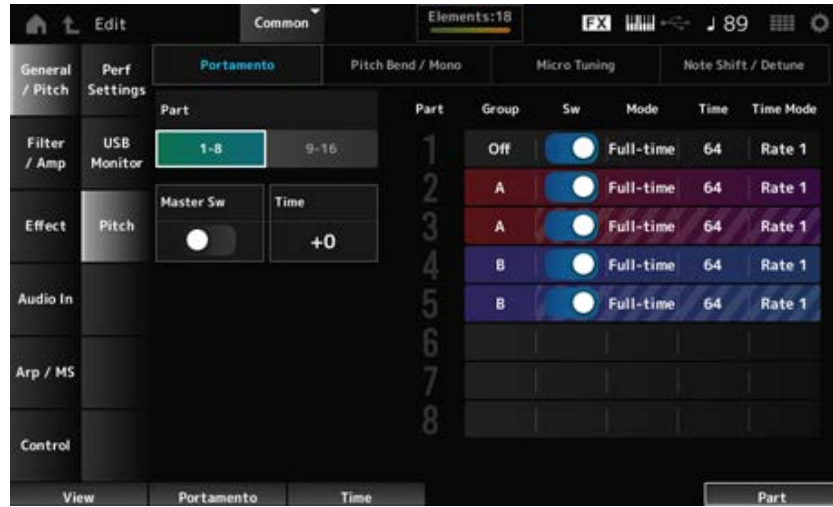 Edit Common Elements:18 FX 89
General / Pitch
Filter / Amp
Effect
Audio In
Arp / MS
Control
Perf Settings
USB Monitor
Pitch
Portamento Pitch Bend / Mono Micro Tuning Note Shift / Detune
Part
1-8 9-16
Master Sw Time
+0
Part Group Sw Mode Time Time Mode
1 Off Full-time 64 Rate 1
2 A Full-time 64 Rate 1
3 A Full-time 64 Rate 1
4 B Full-time 64 Rate 1
5 B Full-time 64 Rate 1
6
7
8
View Portamento Time Part